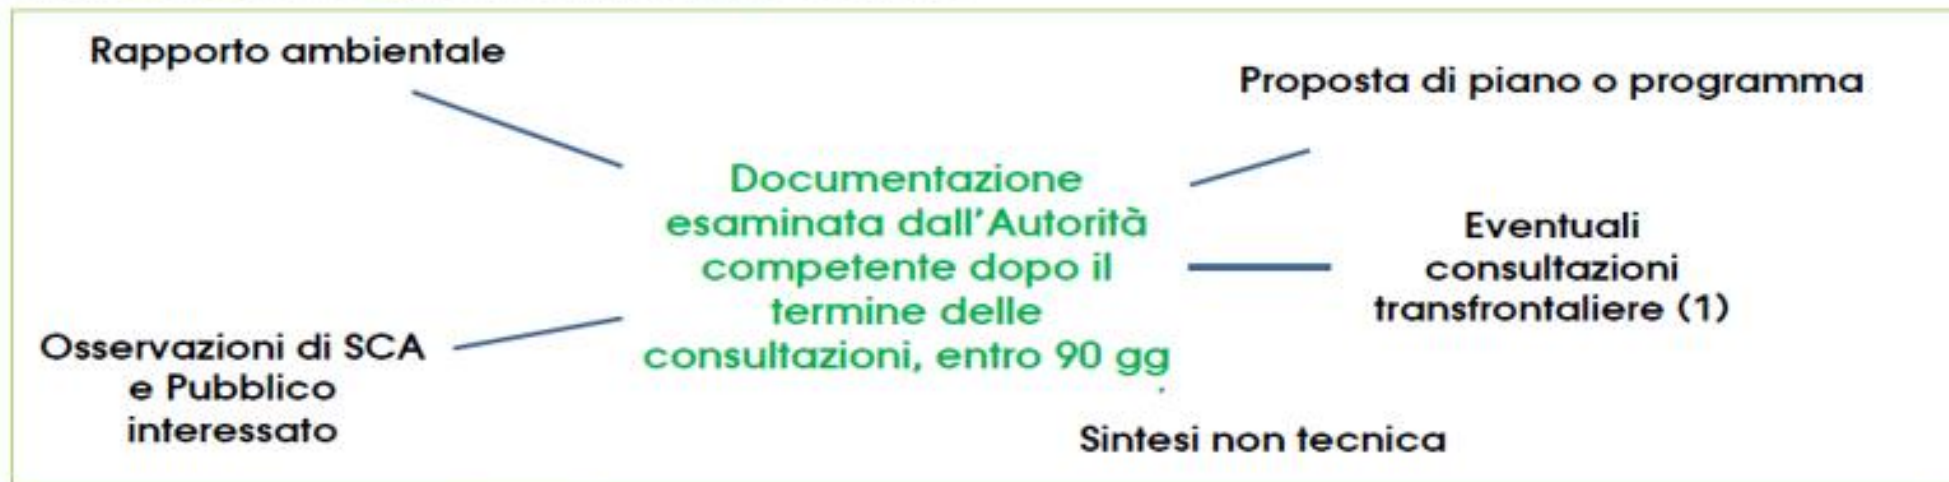 Rapporto ambientale
Proposta di piano o programma
Documentazione
esaminata dall'Autorità
competente dopo il
termine delle
consultazioni, entro 90 gg
Eventuali
consultazioni
transfrontaliere (1)
Osservazioni di SCA
e Pubblico
interessato
Sintesi non tecnica